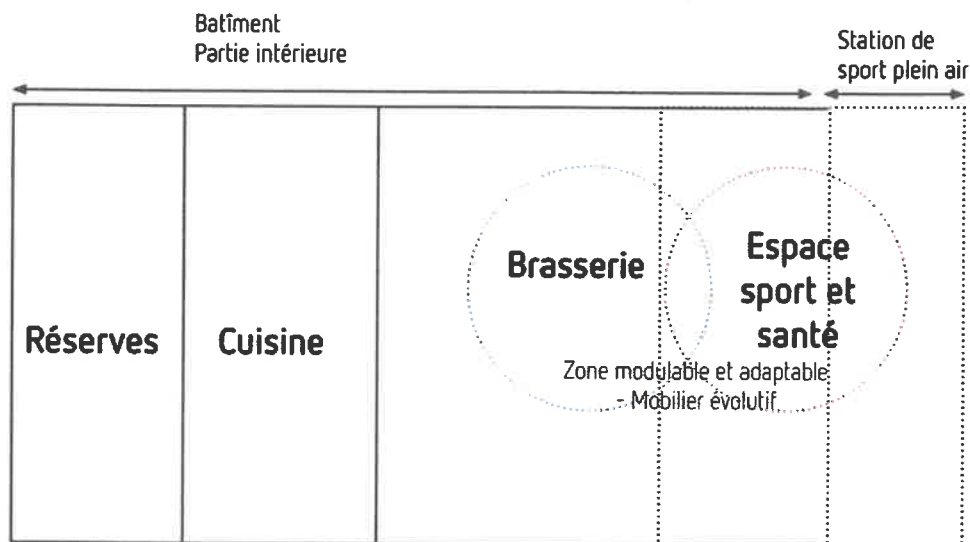 Batîment
Partie intérieure
Station de
sport plein air
Brasserie
Espace
sport et
santé
Réserves
Cuisine
Zone modulable et adaptable
- Mobilier évolutif